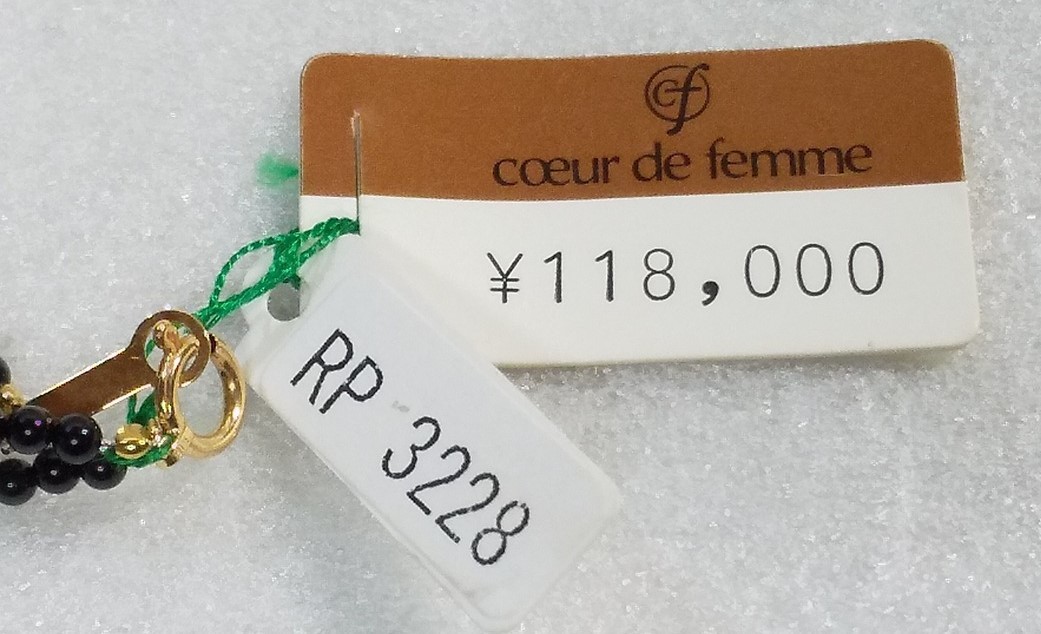 cf
cœur de femme
¥118,000
RP 3228